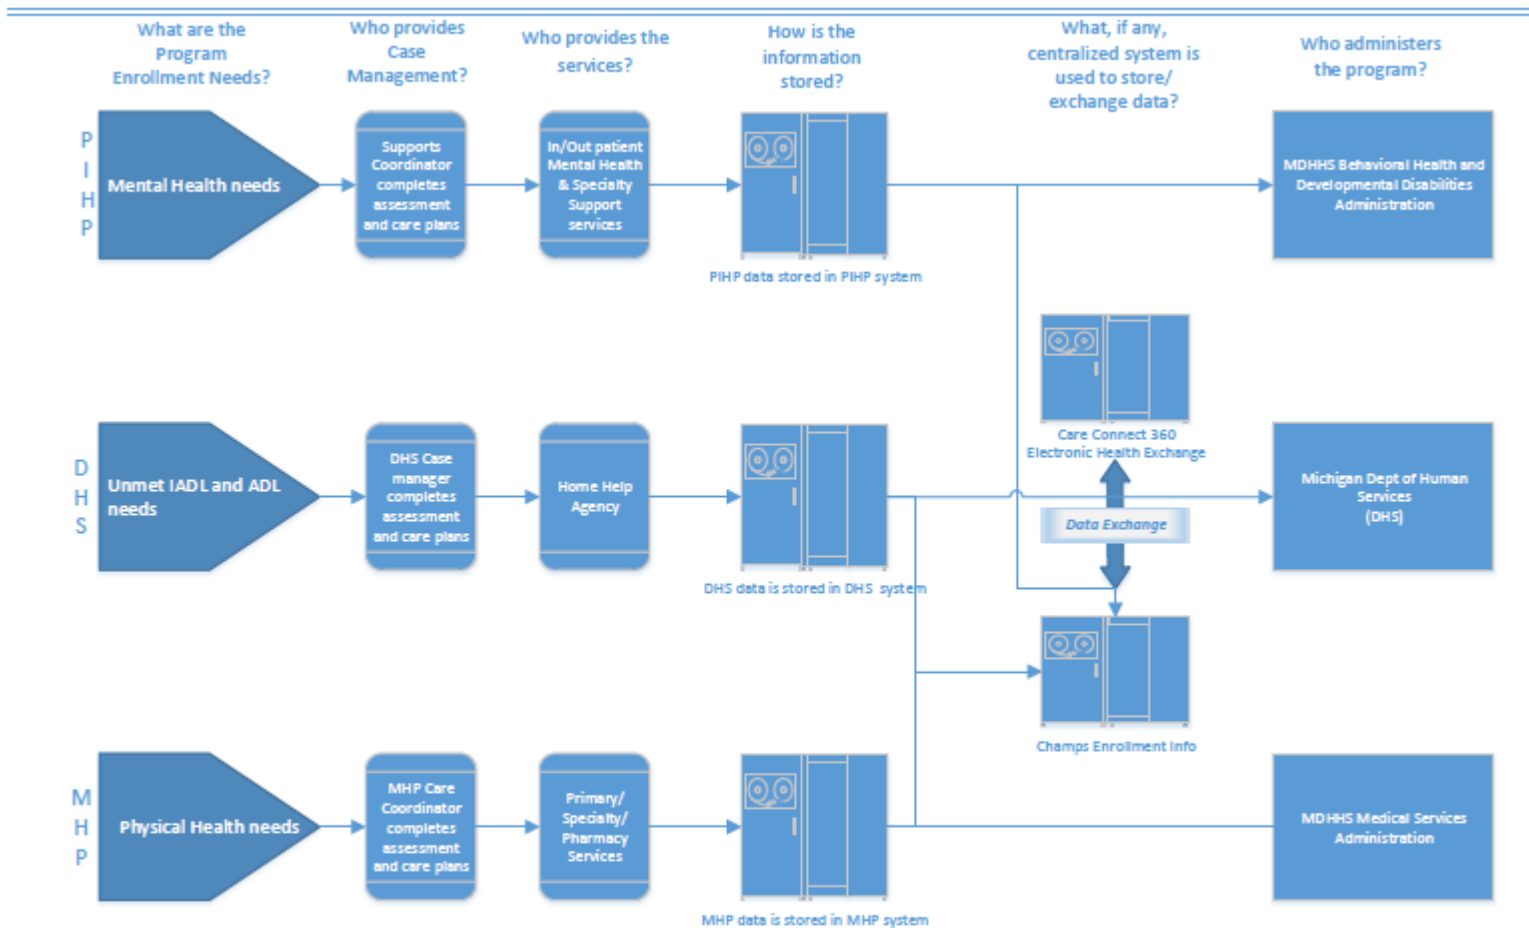 What are the
Program
Enrollment Needs?
Who provides
Case
Management?
Who provides the
services?
How is the
information
stored?
What, if any,
centralized system is
used to store/
exchange data?
Who administers
the program?
P
I
H
P
Mental Health needs
Supports
Coordinator
completes
assessment
and care plans
In/Out patient
Mental Health
& Specialty
Support
services
PIHP data stored in PIHP system
MDHHS Behavioral Health and
Developmental Disabilities
Administration
Care Connect 360
Electronic Health Exchange
D
H
S
Unmet IADL and ADL
needs
DHS Case
manager
completes
assessment
and care plans
Home Help
Agency
DHS data is stored in DHS system
Data Exchange
Michigan Dept of Human
Services
(DHS)
Champs Enrollment Info
M
H
P
Physical Health needs
MHP Care
Coordinator
completes
assessment
and care plans
Primary/
Specialty/
Pharmacy
Services
MHP data is stored in MHP system
MDHHS Medical Services
Administration